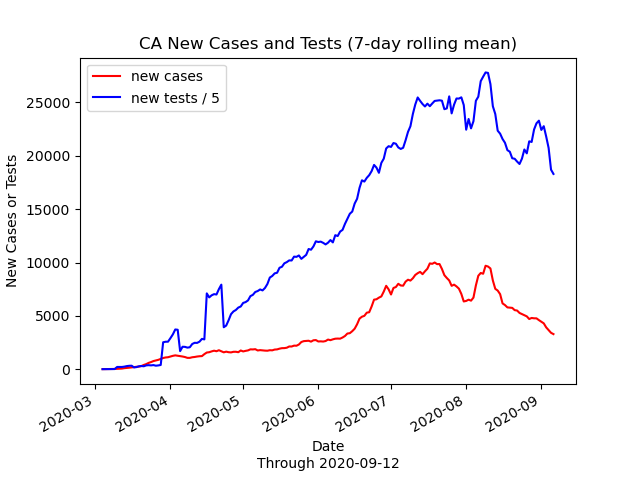 CA New Cases and Tests (7-day rolling mean)
new cases
new tests / 5
New Cases or Tests
25000
20000
15000
10000
5000
0
2020-03
2020-04
2020-05
2020-06
2020-07
2020-08
2020-09
Date
Through 2020-09-12